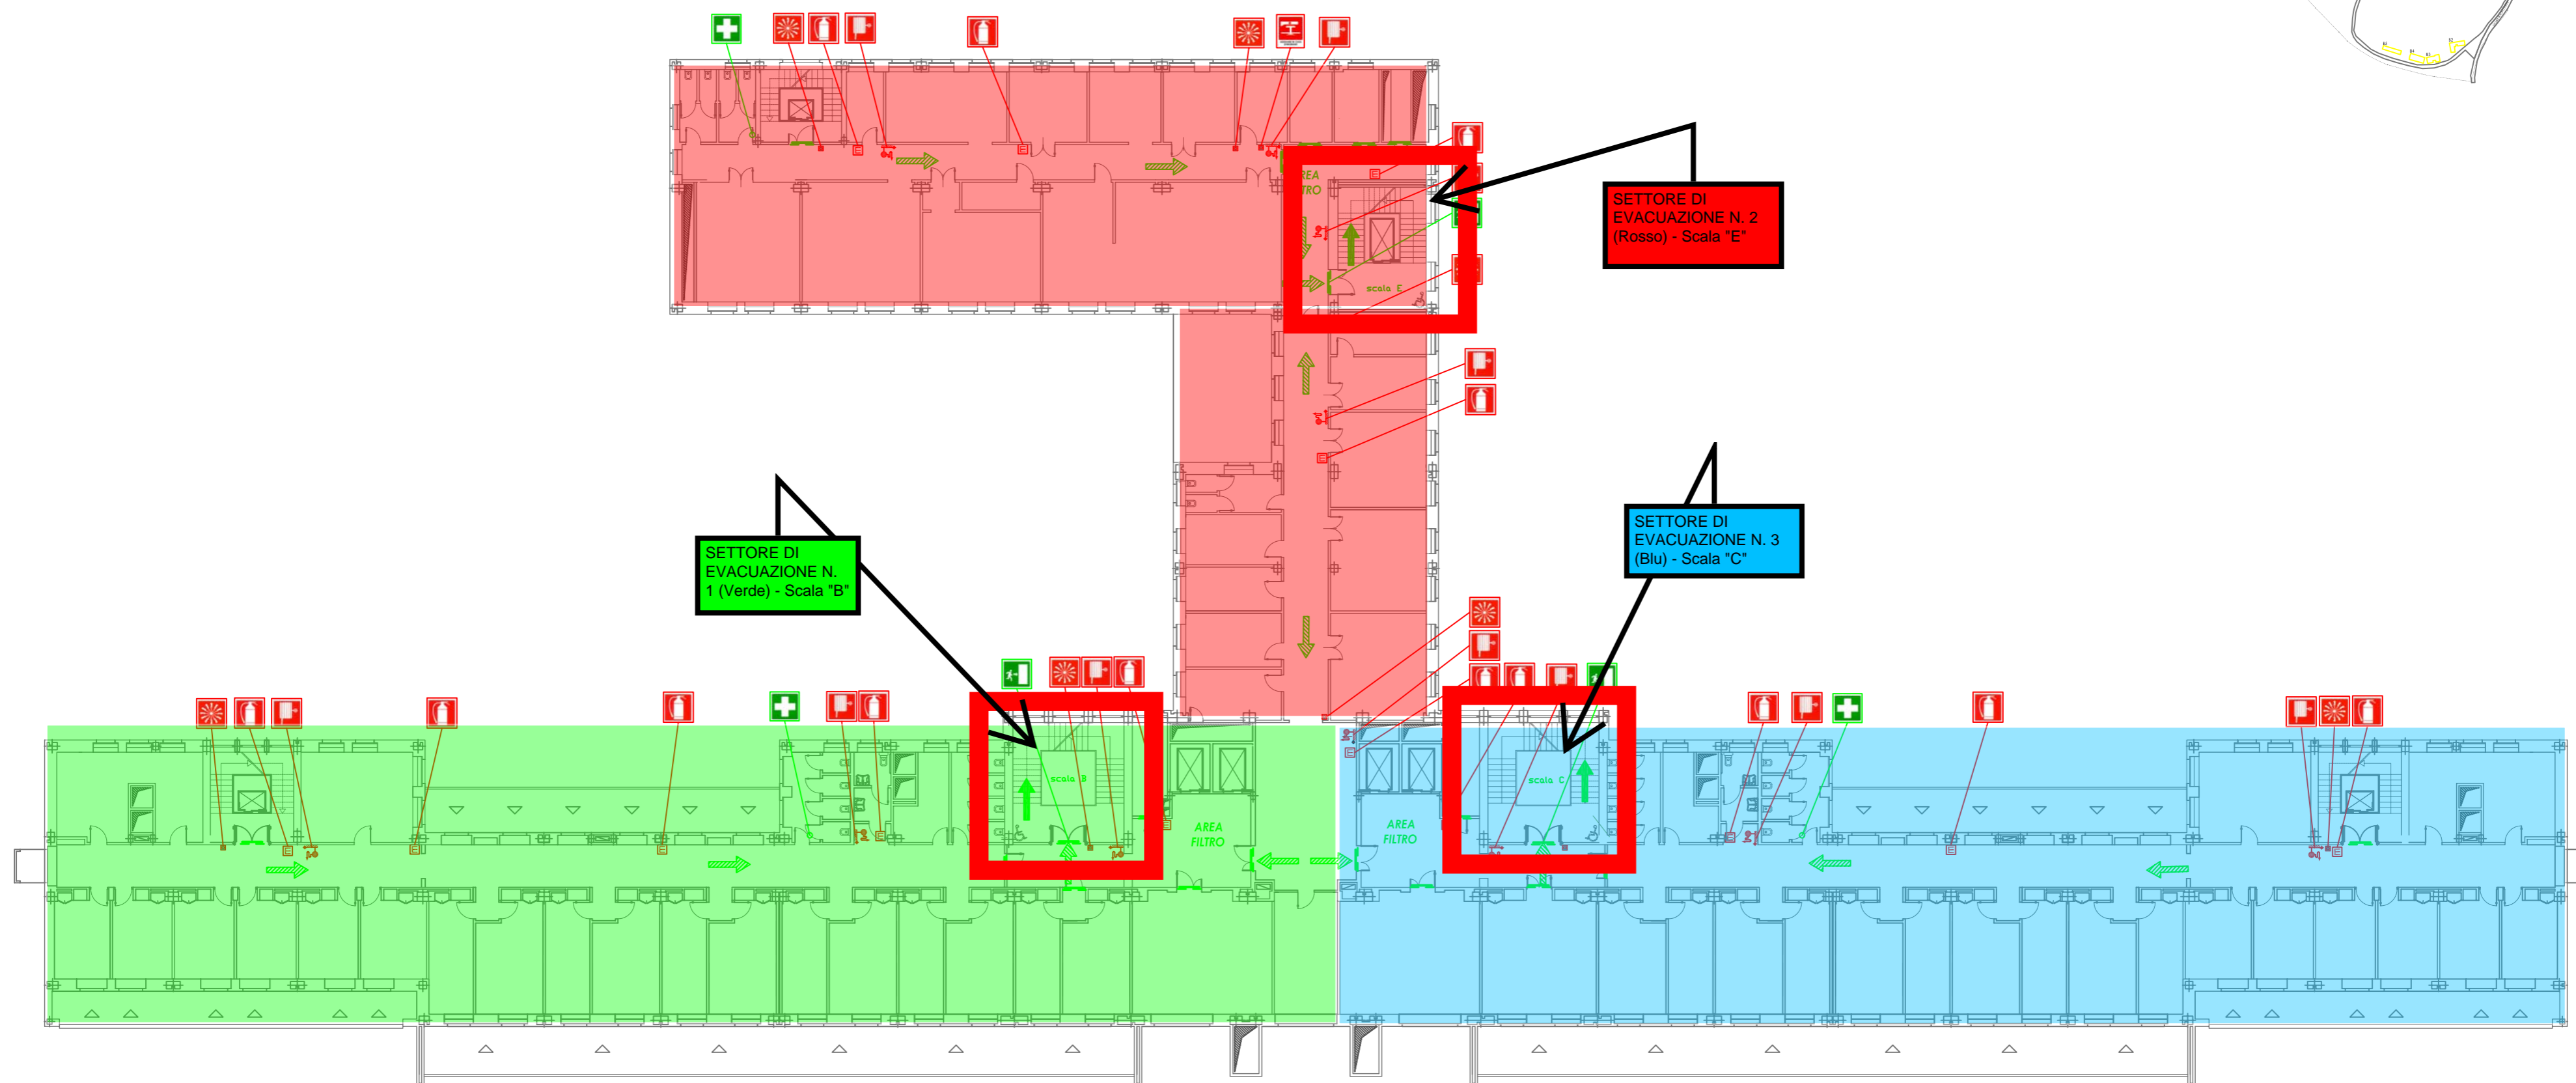 SETTORE DI
EVACUAZIONE N. 2
(Rosso) - Scala "E"
scala E
SETTORE DI
EVACUAZIONE N. 3
(Blu) - Scala "C"
SETTORE DI
EVACUAZIONE N.
1 (Verde) - Scala "B"
scala B
scala C
AREA
FILTRO
AREA
FILTRO